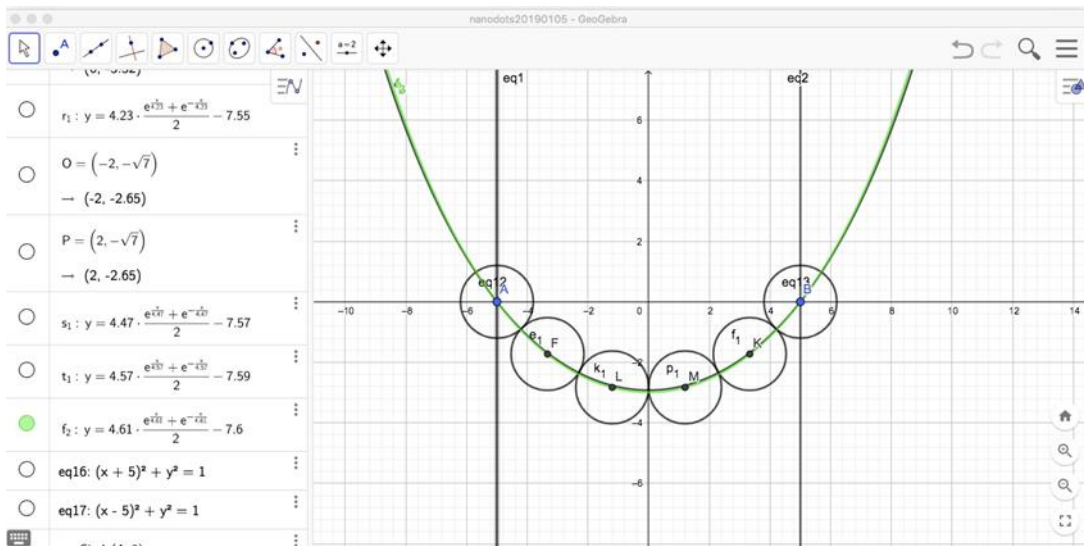 nanodots20190105 - GeoGebra
A
a=2
r₁ : y = 4.23 · (e^(x/4.23) + e^(-x/4.23))/2 − 7.55
O = (−2, −√7)
→ (-2, -2.65)
P = (2, −√7)
→ (2, -2.65)
s₁ : y = 4.47 · (e^(x/4.47) + e^(-x/4.47))/2 − 7.57
t₁ : y = 4.57 · (e^(x/4.57) + e^(-x/4.57))/2 − 7.59
f₂ : y = 4.61 · (e^(x/4.61) + e^(-x/4.61))/2 − 7.6
eq16: (x + 5)² + y² = 1
eq17: (x - 5)² + y² = 1
eq1 eq2
6
4
2
eq12 A eq13 B
−10 −8 −6 −4 −2 0 0 2 4 6 8 10 12 14
e₁ F f₁ K
−2
k₁ L p₁ M
−4
−6